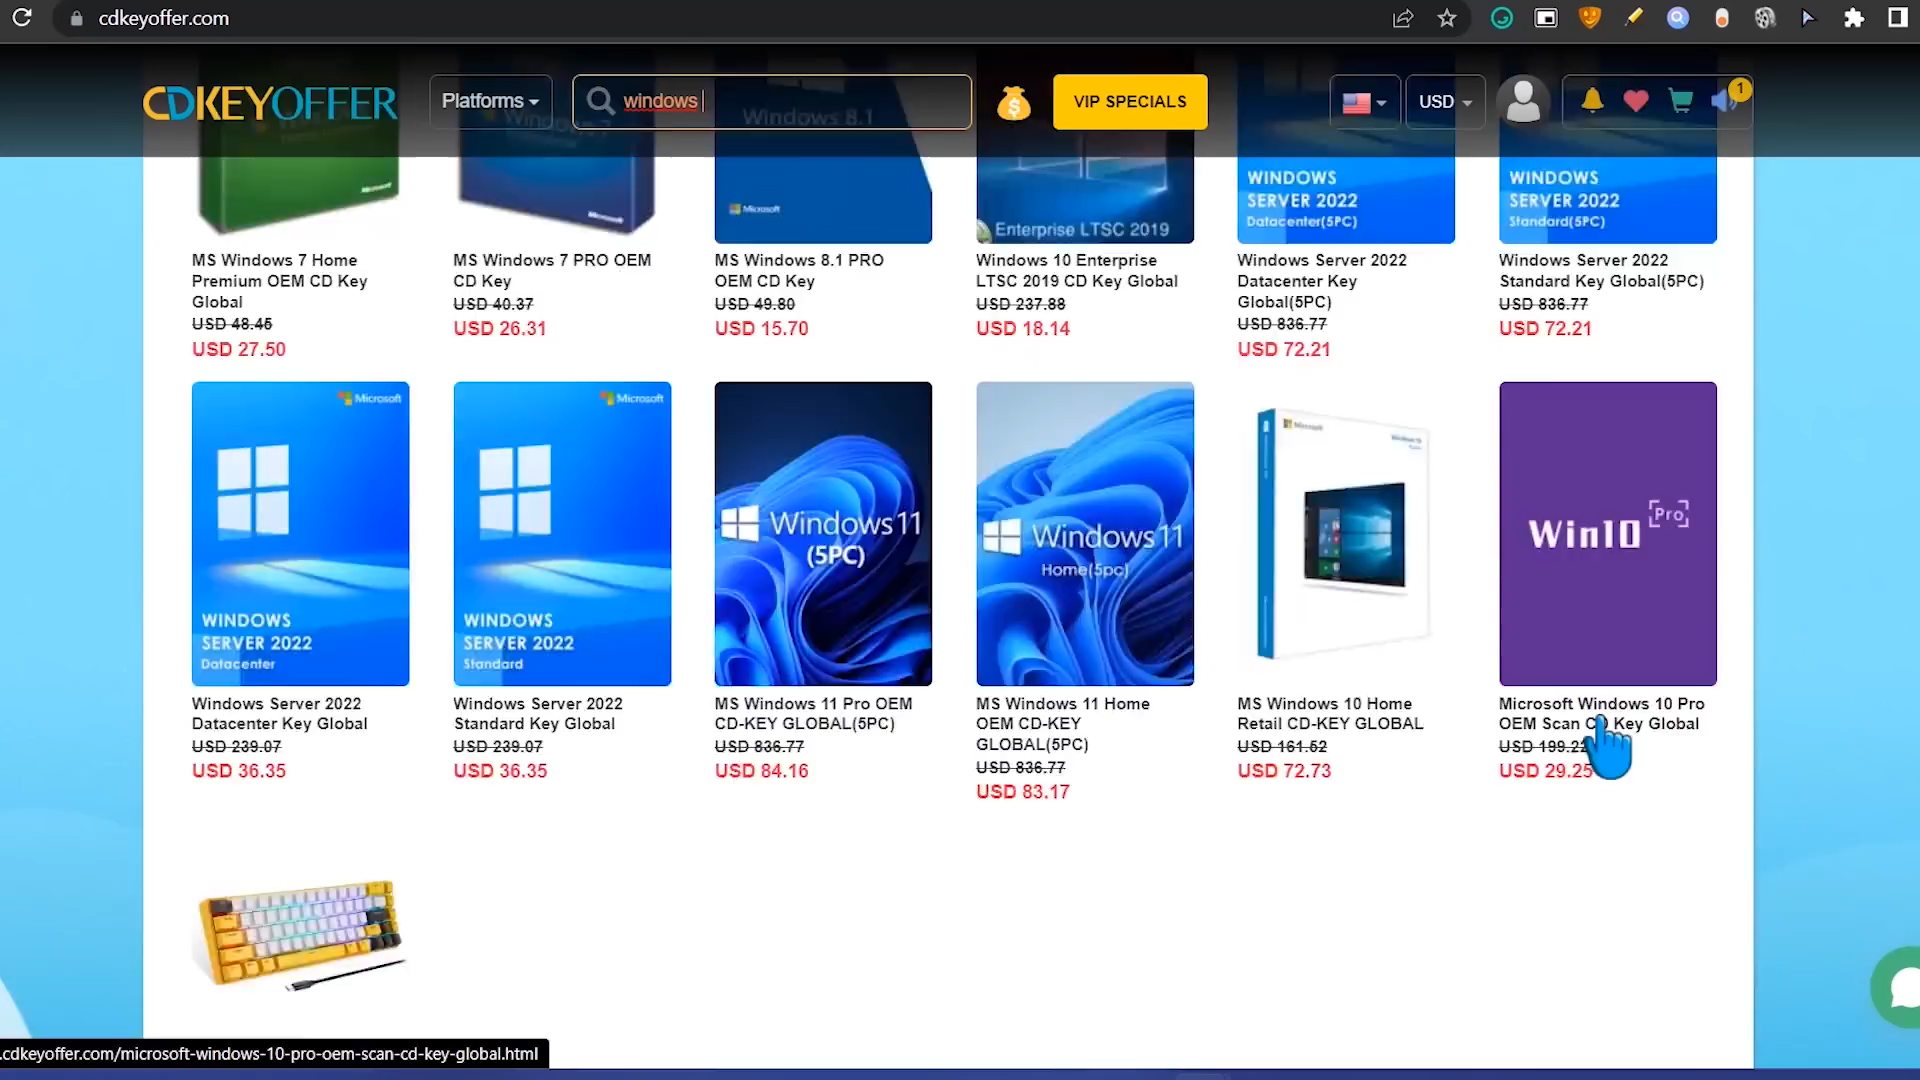 cdkeyoffer.com
CDKEYOFFER
Platforms
windows
VIP SPECIALS
USD
1
Windows 8.1
Microsoft
Microsoft
Microsoft
Enterprise LTSC 2019
WINDOWS
SERVER 2022
Datacenter(5PC)
WINDOWS
SERVER 2022
Standard(5PC)
MS Windows 7 Home
Premium OEM CD Key
Global
USD 48.45
USD 27.50
MS Windows 7 PRO OEM
CD Key
USD 40.37
USD 26.31
MS Windows 8.1 PRO
OEM CD Key
USD 49.80
USD 15.70
Windows 10 Enterprise
LTSC 2019 CD Key Global
USD 237.88
USD 18.14
Windows Server 2022
Datacenter Key
Global(5PC)
USD 836.77
USD 72.21
Windows Server 2022
Standard Key Global(5PC)
USD 836.77
USD 72.21
Microsoft
WINDOWS
SERVER 2022
Datacenter
Microsoft
WINDOWS
SERVER 2022
Standard
Windows 11
(5PC)
Windows 11
Home(5pc)
Microsoft
Win10 Pro
Windows Server 2022
Datacenter Key Global
USD 239.07
USD 36.35
Windows Server 2022
Standard Key Global
USD 239.07
USD 36.35
MS Windows 11 Pro OEM
CD-KEY GLOBAL(5PC)
USD 836.77
USD 84.16
MS Windows 11 Home
OEM CD-KEY
GLOBAL(5PC)
USD 836.77
USD 83.17
MS Windows 10 Home
Retail CD-KEY GLOBAL
USD 161.52
USD 72.73
Microsoft Windows 10 Pro
OEM Scan CD Key Global
USD 199.22
USD 29.25
.cdkeyoffer.com/microsoft-windows-10-pro-oem-scan-cd-key-global.html